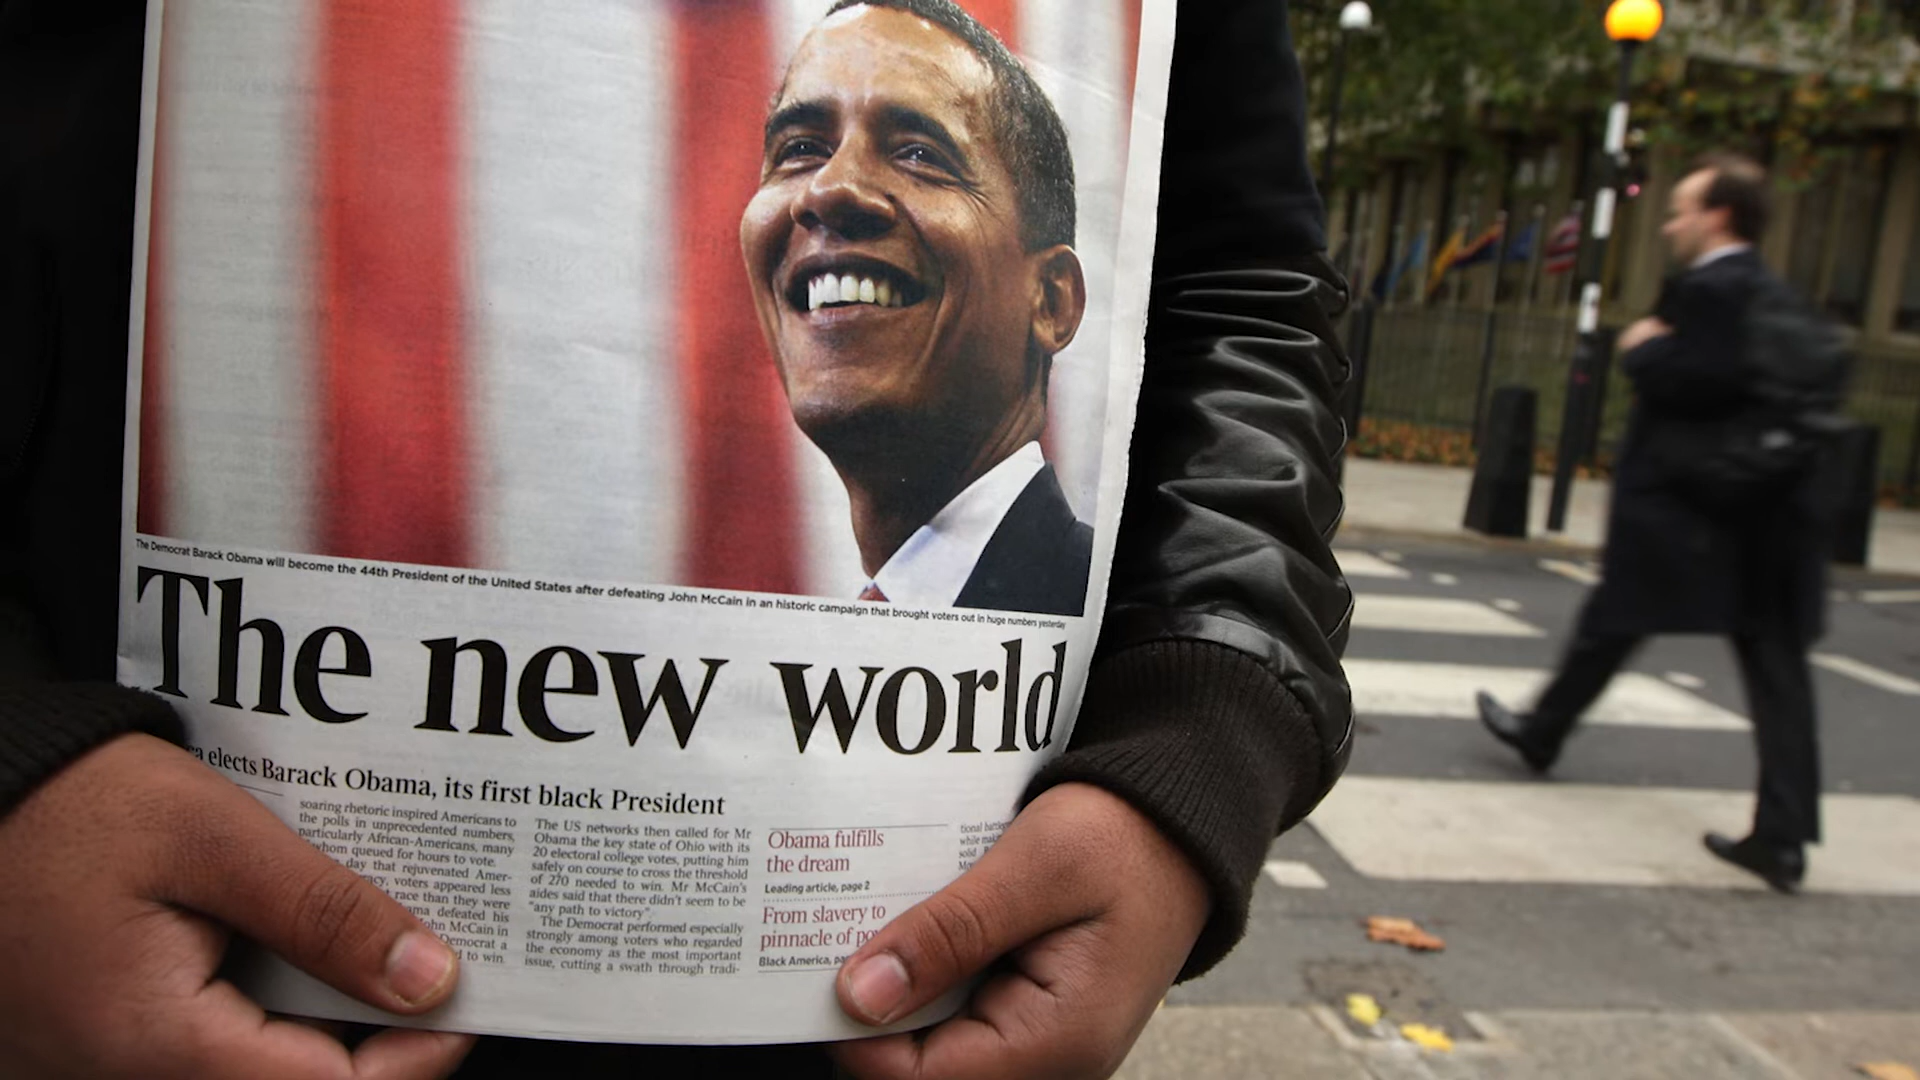 The Democrat Barack Obama will become the 44th President of the United States after defeating John McCain in an historic campaign that brought voters out in huge numbers yesterday
The new world
elects Barack Obama, its first black President
soaring rhetoric inspired Americans to
the polls in unprecedented numbers,
particularly African-Americans, many
whom queued for hours to vote.
day that rejuvenated Amer-
voters appeared less
race than they were
defeated his
John McCain in
Democrat a
to win
The US networks then called for Mr
Obama the key state of Ohio with its
20 electoral college votes, putting him
safely on course to cross the threshold
of 270 needed to win. Mr McCain's
aides said that there didn't seem to be
"any path to victory".
The Democrat performed especially
strongly among voters who regarded
the economy as the most important
issue, cutting a swath through tradi-
Obama fulfills
the dream
Leading article, page 2
From slavery to
pinnacle of
Black America,
tional
while
solid